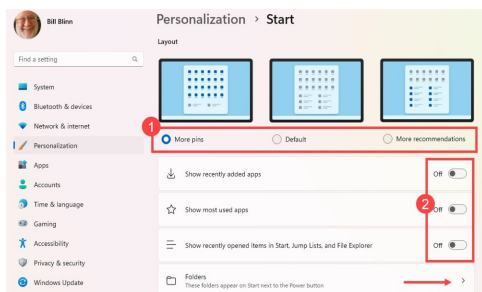 Bill Blinn
Personalization > Start
Layout
Find a setting
System
Bluetooth & devices
Network & internet
Personalization
Apps
Accounts
Time & language
Gaming
Accessibility
Privacy & security
Windows Update
1
More pins
Default
More recommendations
Show recently added apps
Off
Show most used apps
2
Off
Show recently opened items in Start, Jump Lists, and File Explorer
Off
Folders
These folders appear on Start next to the Power button